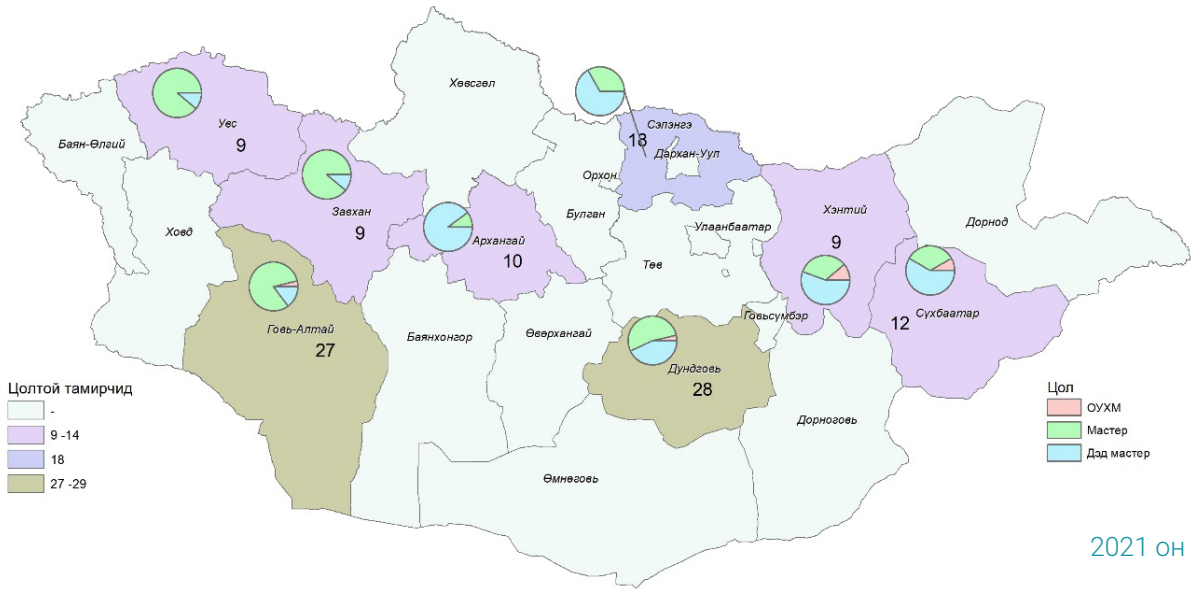 Хөвсгөл
Увс
9
Баян-Өлгий
Сэлэнгэ
18
Дархан-Уул
Орхон
Завхан
9
Ховд
Булган
Архангай
10
Улаанбаатар
Төв
Хэнтий
9
Дорнод
Говь-Алтай
27
Баянхонгор
Өвөрхангай
Говьсүмбэр
Сүхбаатар
12
Дундговь
28
Дорноговь
Өмнөговь
Цолтой тамирчид
-
9 -14
18
27 -29
Цол
ОУХМ
Мастер
Дэд мастер
2021 он